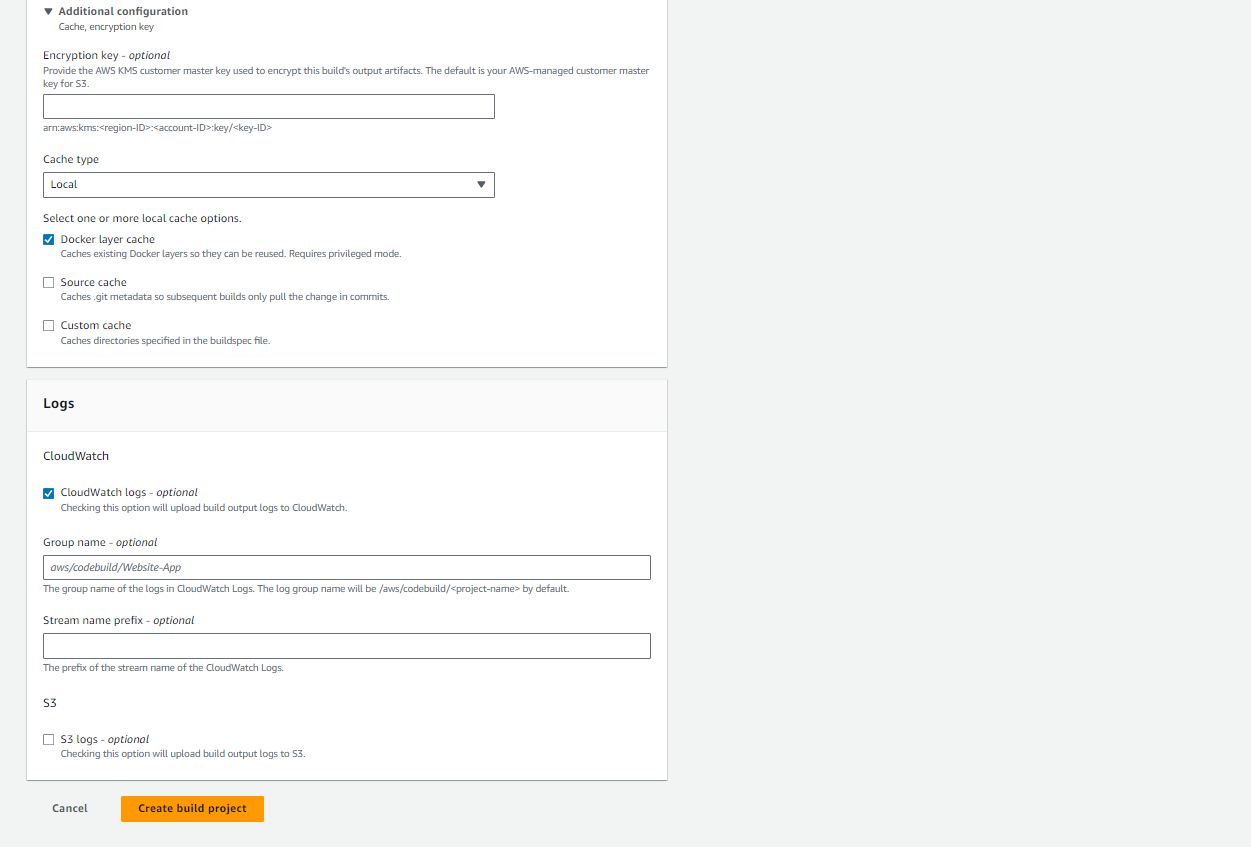 Additional configuration
Cache, encryption key
Encryption key - optional
Provide the AWS KMS customer master key used to encrypt this build's output artifacts. The default is your AWS-managed customer master
key for S3.
arn:aws:kms:<region-ID>:<account-ID>:key/<key-ID>
Cache type
Local
Select one or more local cache options.
Docker layer cache
Caches existing Docker layers so they can be reused. Requires privileged mode.
Source cache
Caches .git metadata so subsequent builds only pull the change in commits.
Custom cache
Caches directories specified in the buildspec file.
Logs
CloudWatch
CloudWatch logs - optional
Checking this option will upload build output logs to CloudWatch.
Group name - optional
aws/codebuild/Website-App
The group name of the logs in CloudWatch Logs. The log group name will be /aws/codebuild/<project-name> by default.
Stream name prefix - optional
The prefix of the stream name of the CloudWatch Logs.
S3
S3 logs - optional
Checking this option will upload build output logs to S3.
Cancel
Create build project